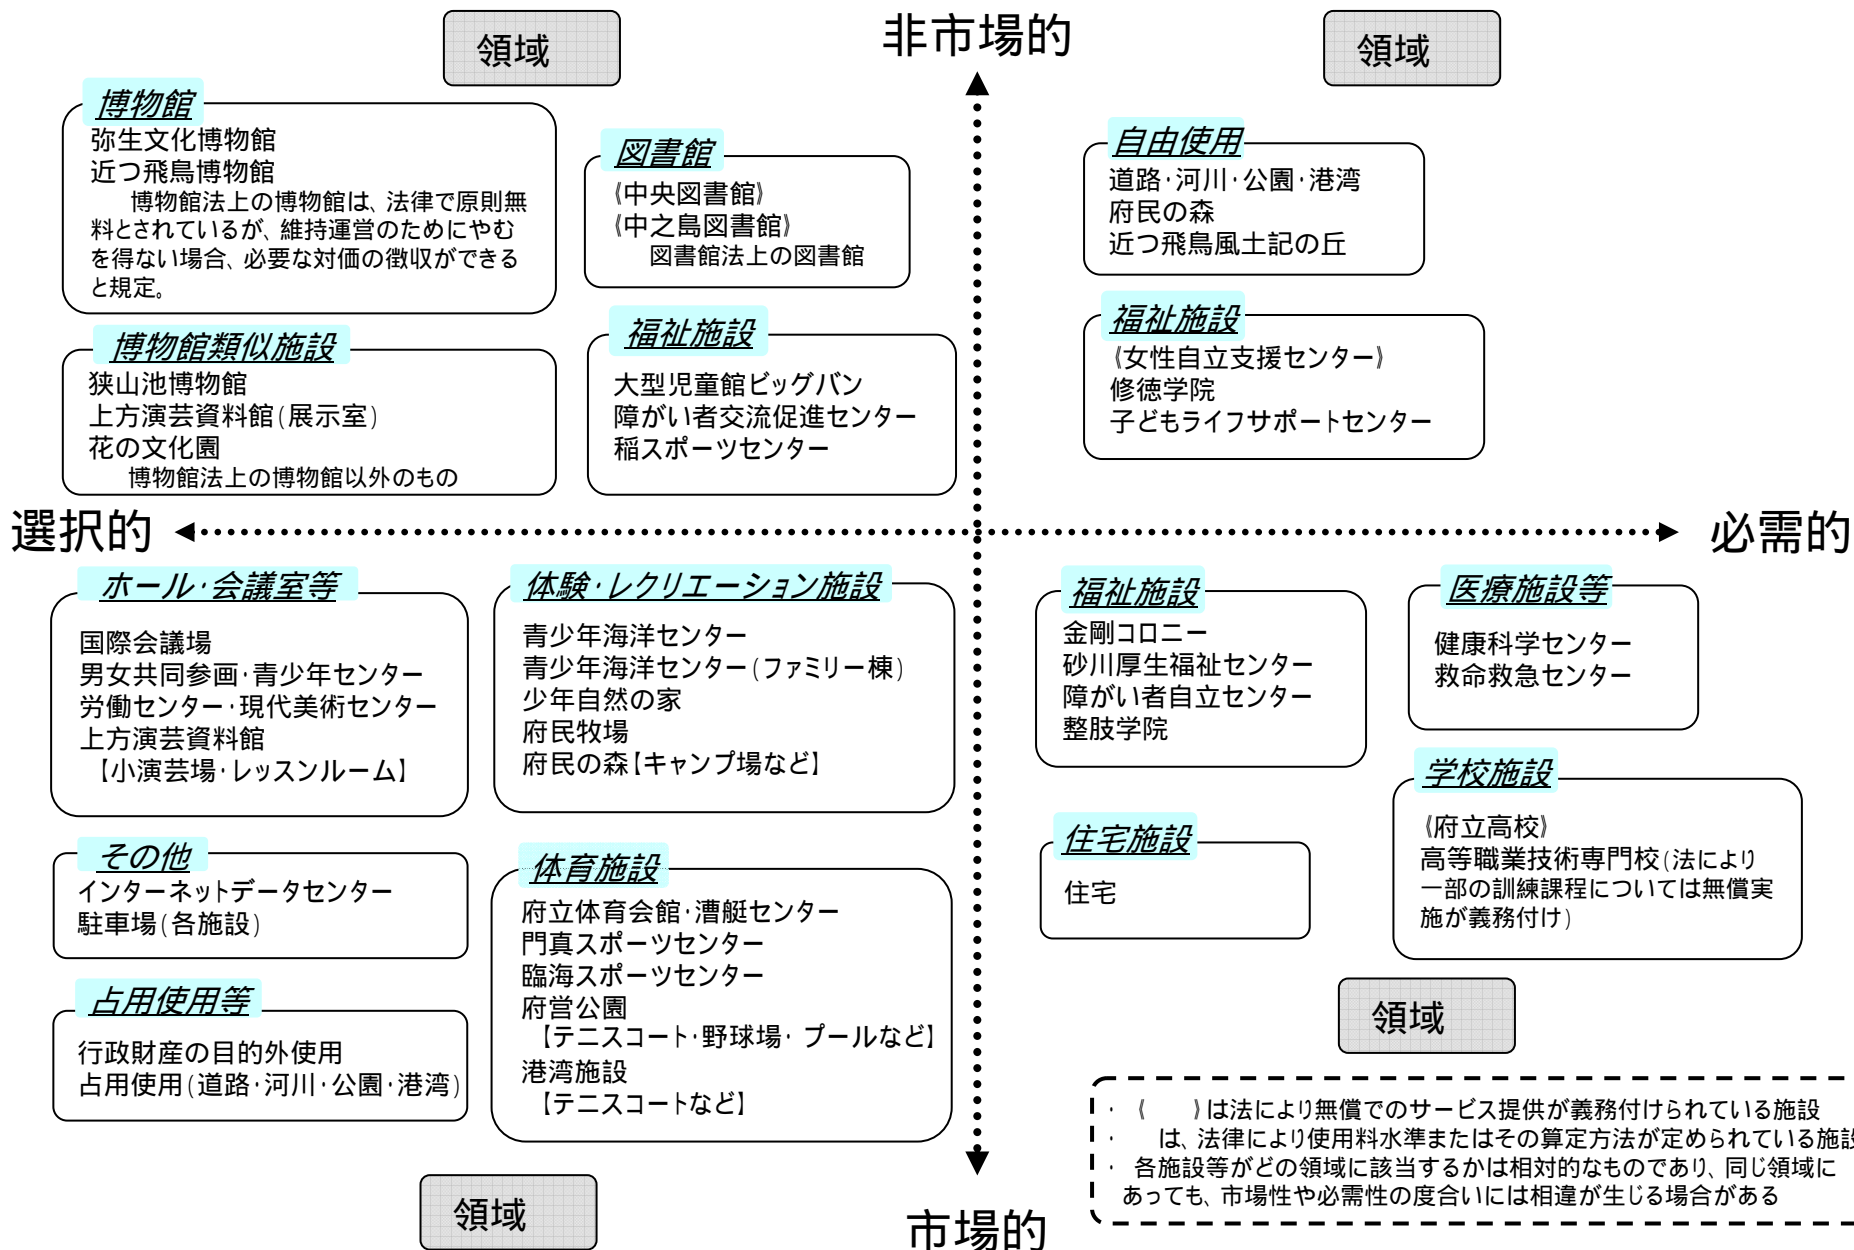 非市場的
領域
領域
博物館
弥生文化博物館
近つ飛鳥博物館
博物館法上の博物館は、法律で原則無
料とされているが、維持運営のためにやむ
を得ない場合、必要な対価の徴収ができる
と規定。
図書館
《中央図書館》
《中之島図書館》
図書館法上の図書館
自由使用
道路・河川・公園・港湾
府民の森
近つ飛鳥風土記の丘
博物館類似施設
狭山池博物館
上方演芸資料館(展示室)
花の文化園
博物館法上の博物館以外のもの
福祉施設
大型児童館ビッグバン
障がい者交流促進センター
稲スポーツセンター
福祉施設
《女性自立支援センター》
修徳学院
子どもライフサポートセンター
選択的
必需的
ホール・会議室等
国際会議場
男女共同参画・青少年センター
労働センター・現代美術センター
上方演芸資料館
【小演芸場・レッスンルーム】
体験・レクリエーション施設
青少年海洋センター
青少年海洋センター(ファミリー棟)
少年自然の家
府民牧場
府民の森【キャンプ場など】
福祉施設
金剛コロニー
砂川厚生福祉センター
障がい者自立センター
整肢学院
医療施設等
健康科学センター
救命救急センター
その他
インターネットデータセンター
駐車場(各施設)
体育施設
府立体育会館・漕艇センター
門真スポーツセンター
臨海スポーツセンター
府営公園
【テニスコート・野球場・プールなど】
港湾施設
【テニスコートなど】
住宅施設
住宅
学校施設
《府立高校》
高等職業技術専門校(法により
一部の訓練課程については無償実
施が義務付け)
占用使用等
行政財産の目的外使用
占用使用(道路・河川・公園・港湾)
領域
・《　　》は法により無償でのサービス提供が義務付けられている施設
・　　は、法律により使用料水準またはその算定方法が定められている施設
・ 各施設等がどの領域に該当するかは相対的なものであり、同じ領域に
あっても、市場性や必需性の度合いには相違が生じる場合がある
領域
市場的